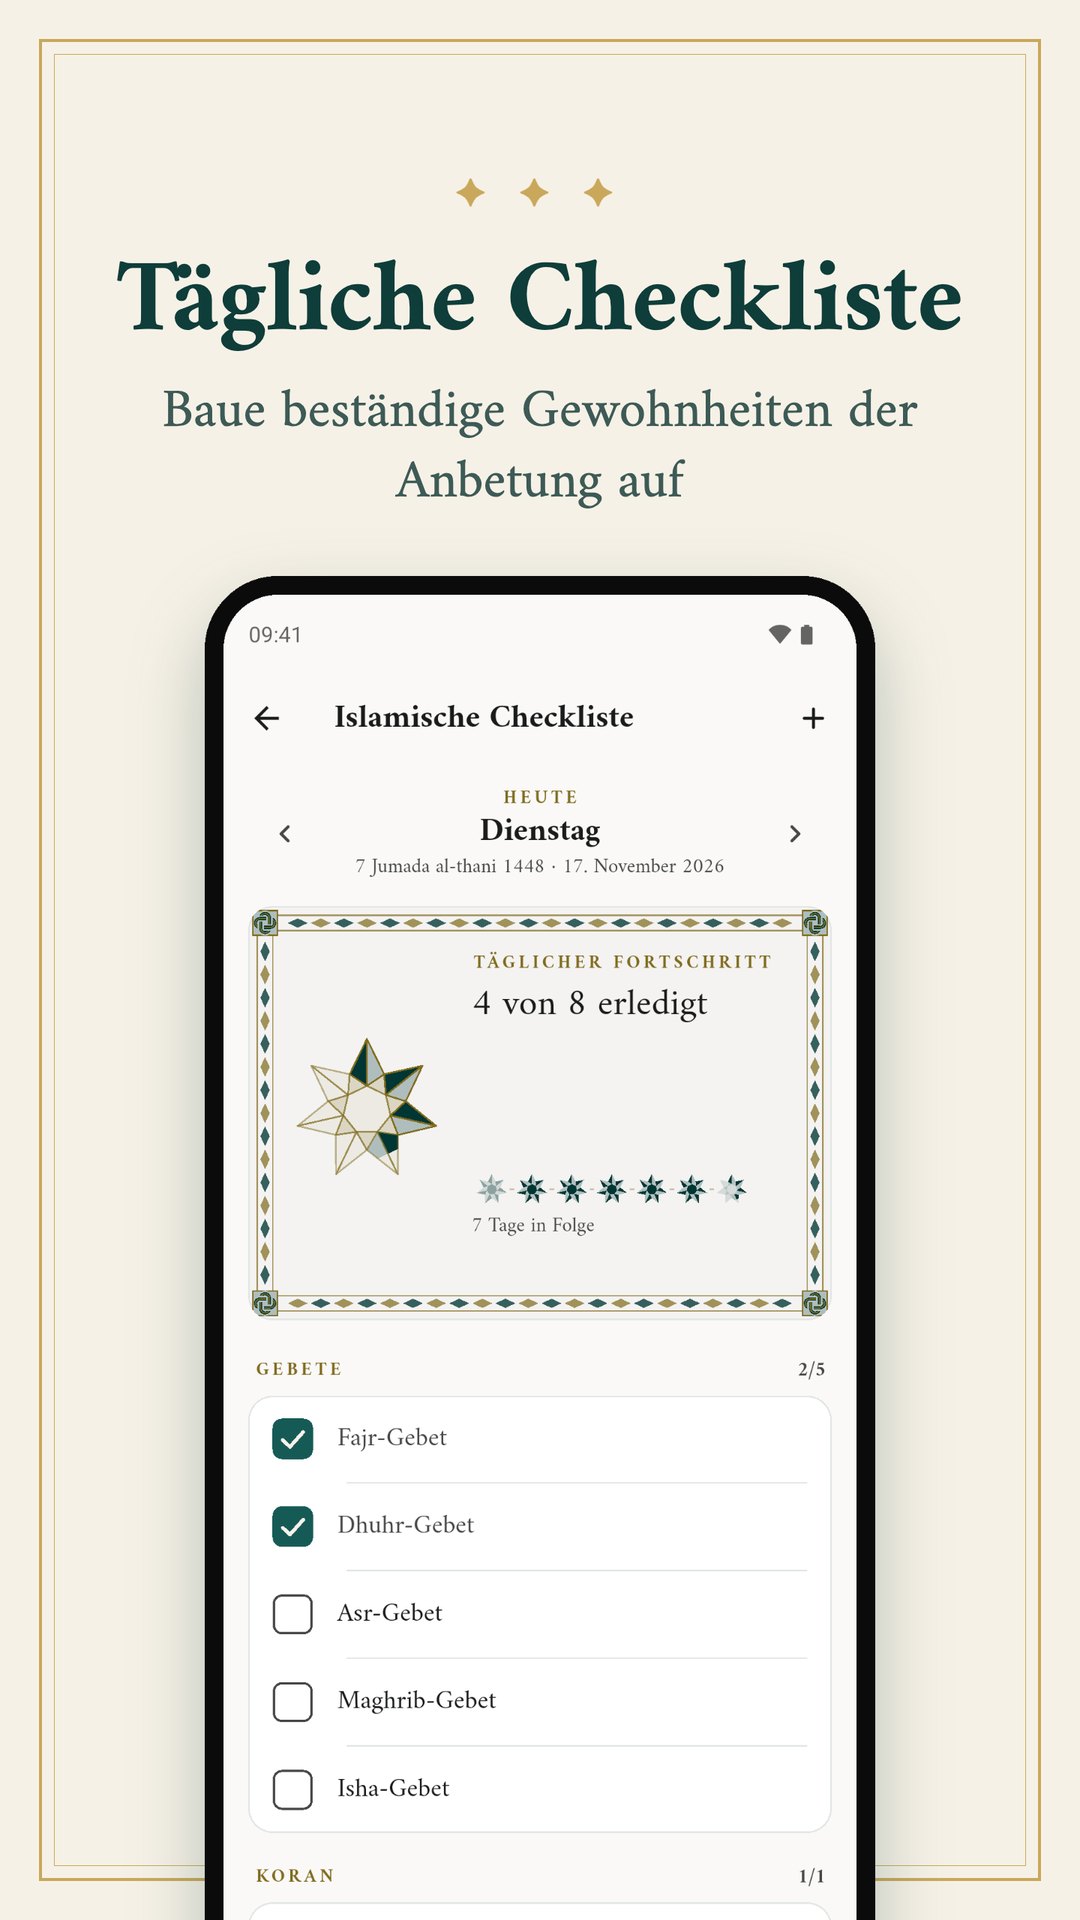 Tägliche Checkliste
Baue beständige Gewohnheiten der
Anbetung auf
09:41
Islamische Checkliste
HEUTE
Dienstag
7 Jumada al-thani 1448 · 17. November 2026
TÄGLICHER FORTSCHRITT
4 von 8 erledigt
7 Tage in Folge
GEBETE 2/5
Fajr-Gebet
Dhuhr-Gebet
Asr-Gebet
Maghrib-Gebet
Isha-Gebet
KORAN 1/1